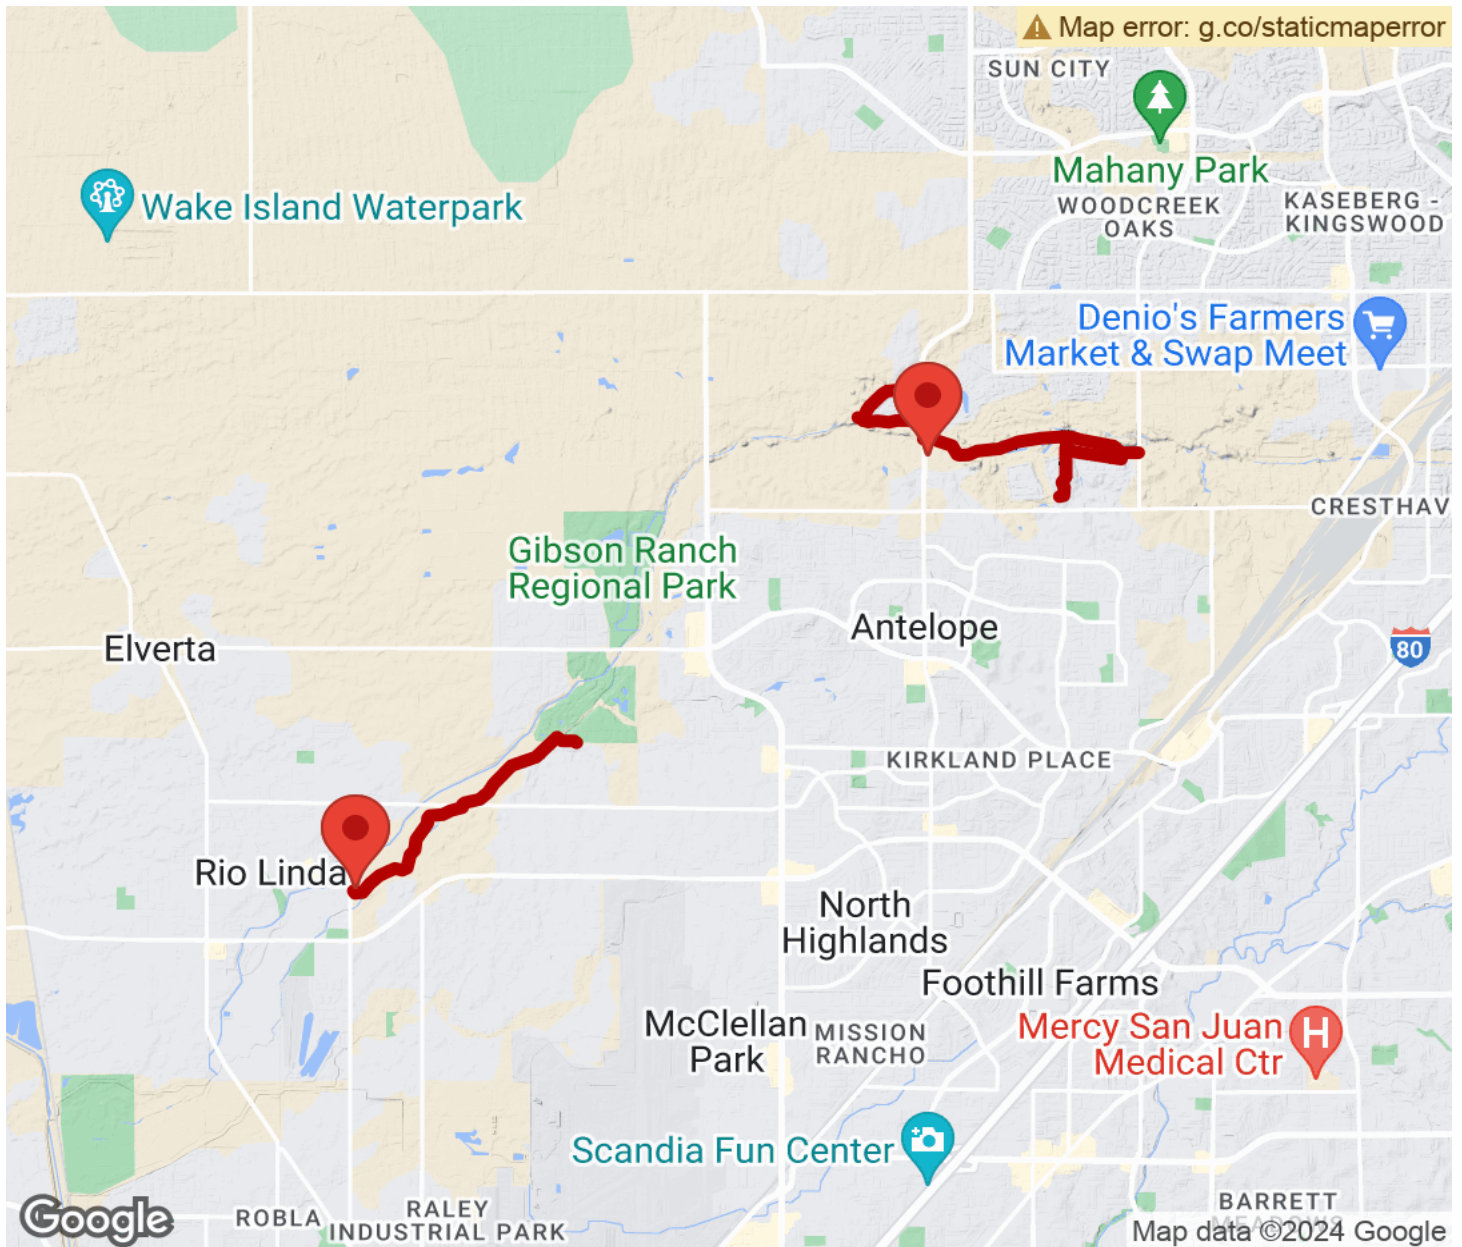 Map error: g.co/staticmaperror
SUN CITY
Mahany Park
WOODCREEK
OAKS
KASEBERG -
KINGSWOOD
Wake Island Waterpark
Denio's Farmers
Market & Swap Meet
CRESTHAV
Gibson Ranch
Regional Park
Antelope
Elverta
80
KIRKLAND PLACE
Rio Linda
North
Highlands
Foothill Farms
McClellan
Park
MISSION
RANCHO
Mercy San Juan
Medical Ctr
H
Scandia Fun Center
BARRETT
MEADOWS
RALEY
INDUSTRIAL PARK
ROBLA
Google
Map data ©2024 Google